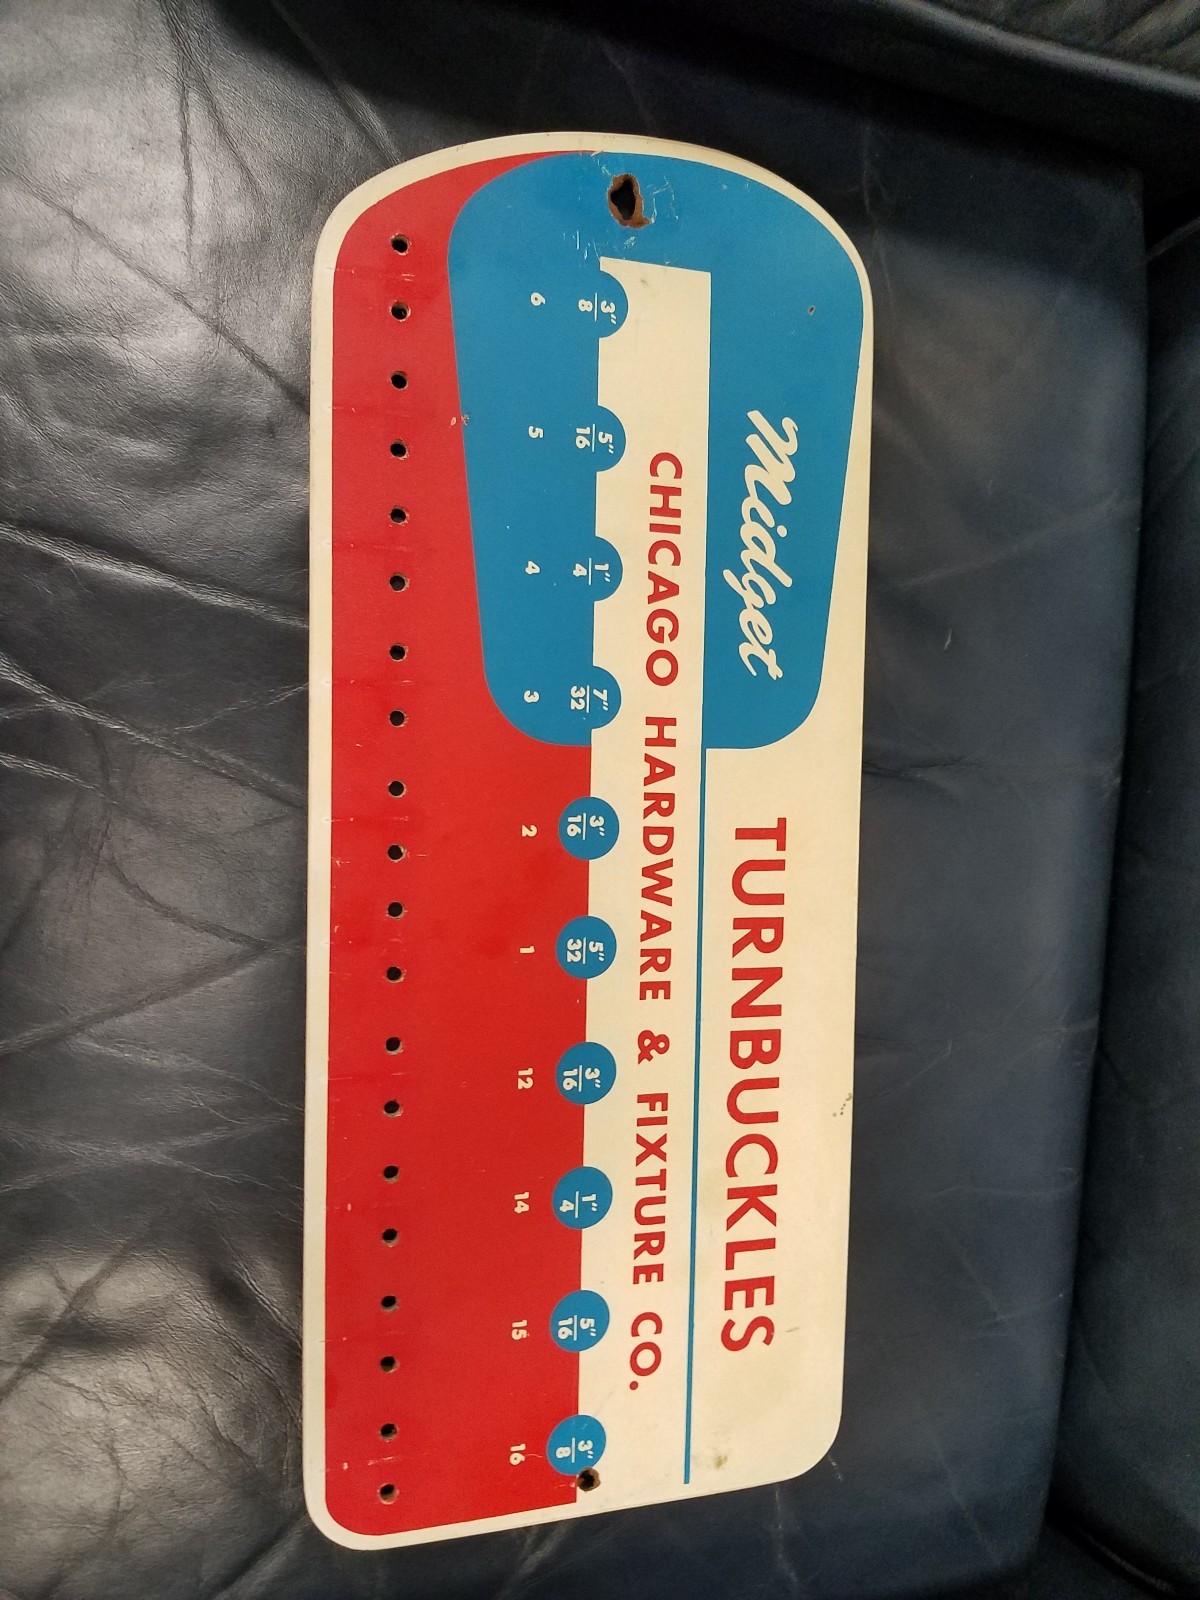 Midget TURNBUCKLES
CHICAGO HARDWARE & FIXTURE CO.
3/8" 5/16" 1/4" 7/32" 3/16" 5/32" 3/16" 1/4" 5/16" 3/8"
6 5 4 3 2 1 12 14 15 16